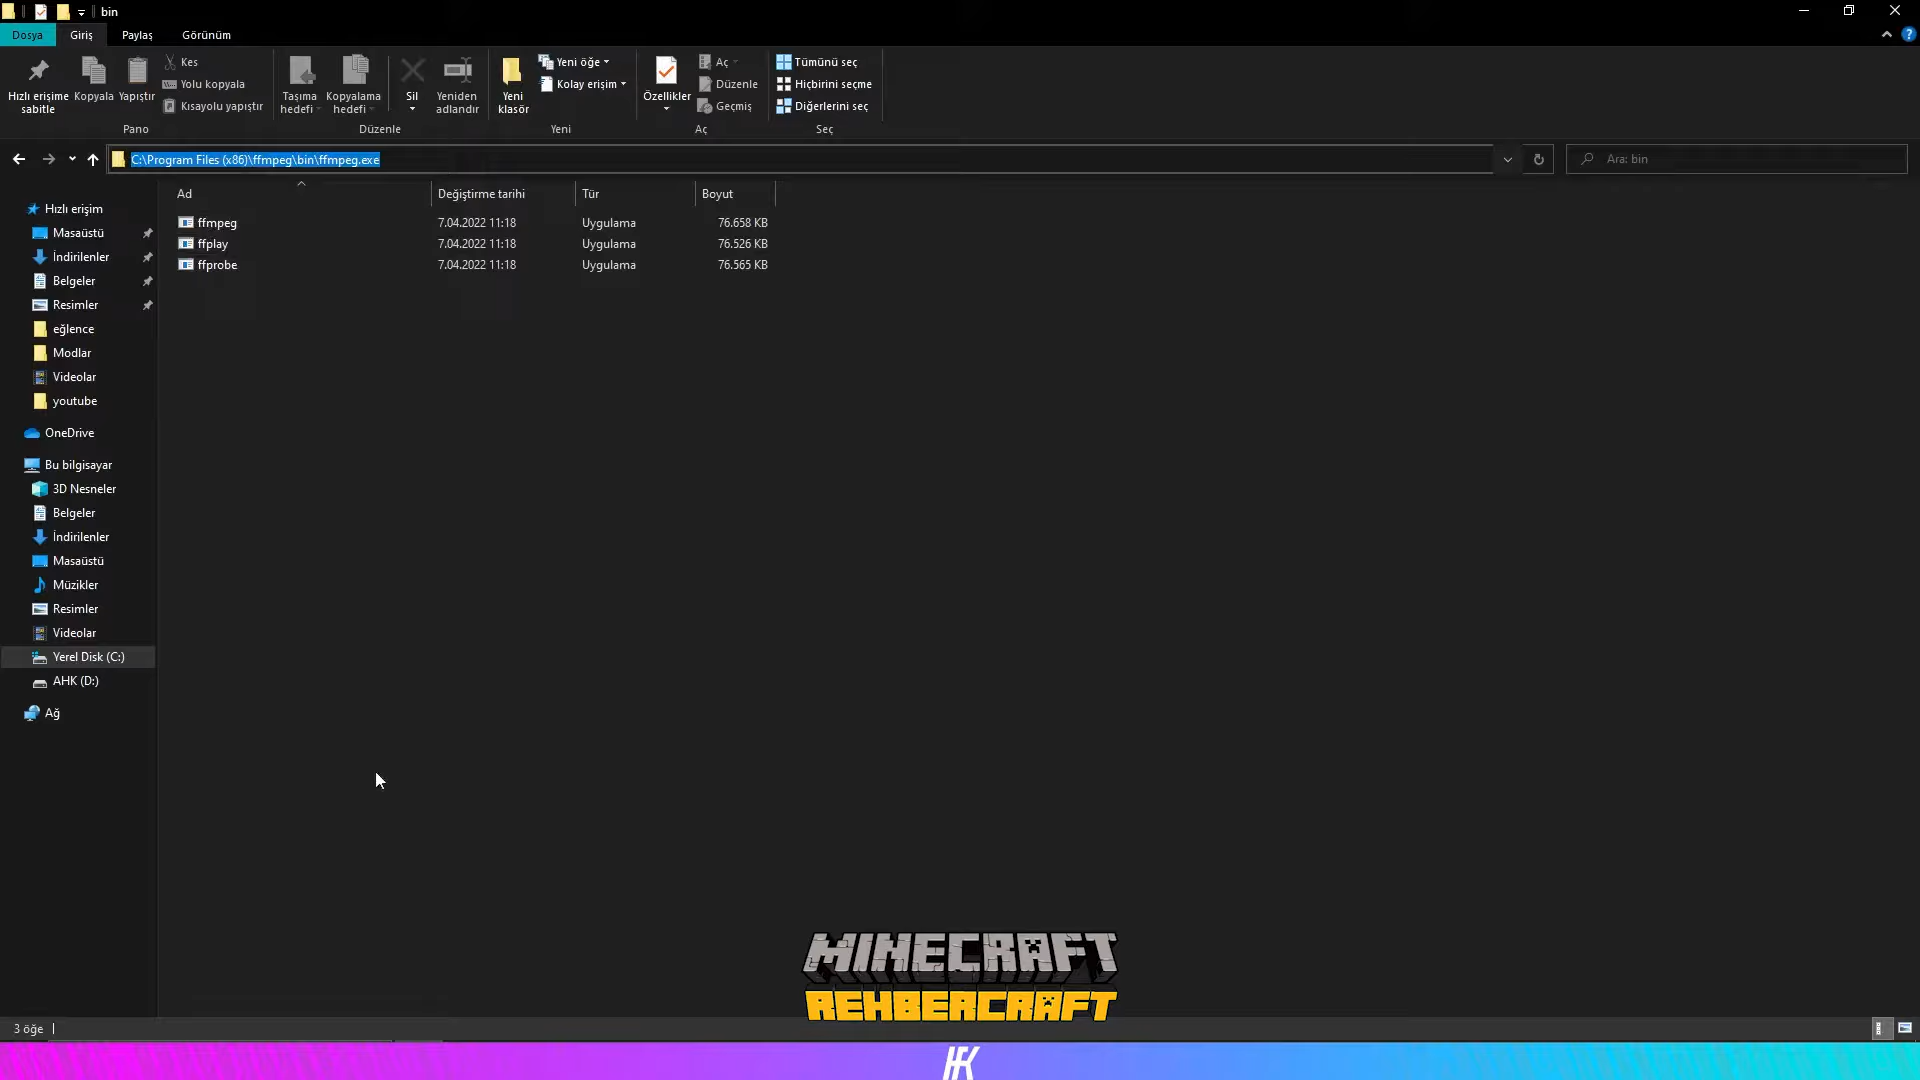 bin
Dosya Giriş Paylaş Görünüm
Hızlı erişime sabitle
Kopyala
Yapıştır
Kes
Yolu kopyala
Kısayolu yapıştır
Pano
Taşıma hedefi
Kopyalama hedefi
Sil
Yeniden adlandır
Düzenle
Yeni klasör
Yeni öğe
Kolay erişim
Yeni
Özellikler
Aç
Düzenle
Geçmiş
Aç
Tümünü seç
Hiçbirini seçme
Diğerlerini seç
Seç
C:\Program Files (x86)\ffmpeg\bin\ffmpeg.exe
Ara: bin
Ad Değiştirme tarihi Tür Boyut
ffmpeg 7.04.2022 11:18 Uygulama 76.658 KB
ffplay 7.04.2022 11:18 Uygulama 76.526 KB
ffprobe 7.04.2022 11:18 Uygulama 76.565 KB
Hızlı erişim
Masaüstü
İndirilenler
Belgeler
Resimler
eğlence
Modlar
Videolar
youtube
OneDrive
Bu bilgisayar
3D Nesneler
Belgeler
İndirilenler
Masaüstü
Müzikler
Resimler
Videolar
Yerel Disk (C:)
AHK (D:)
Ağ
MINECRAFT
REHBERCRAFT
3 öğe